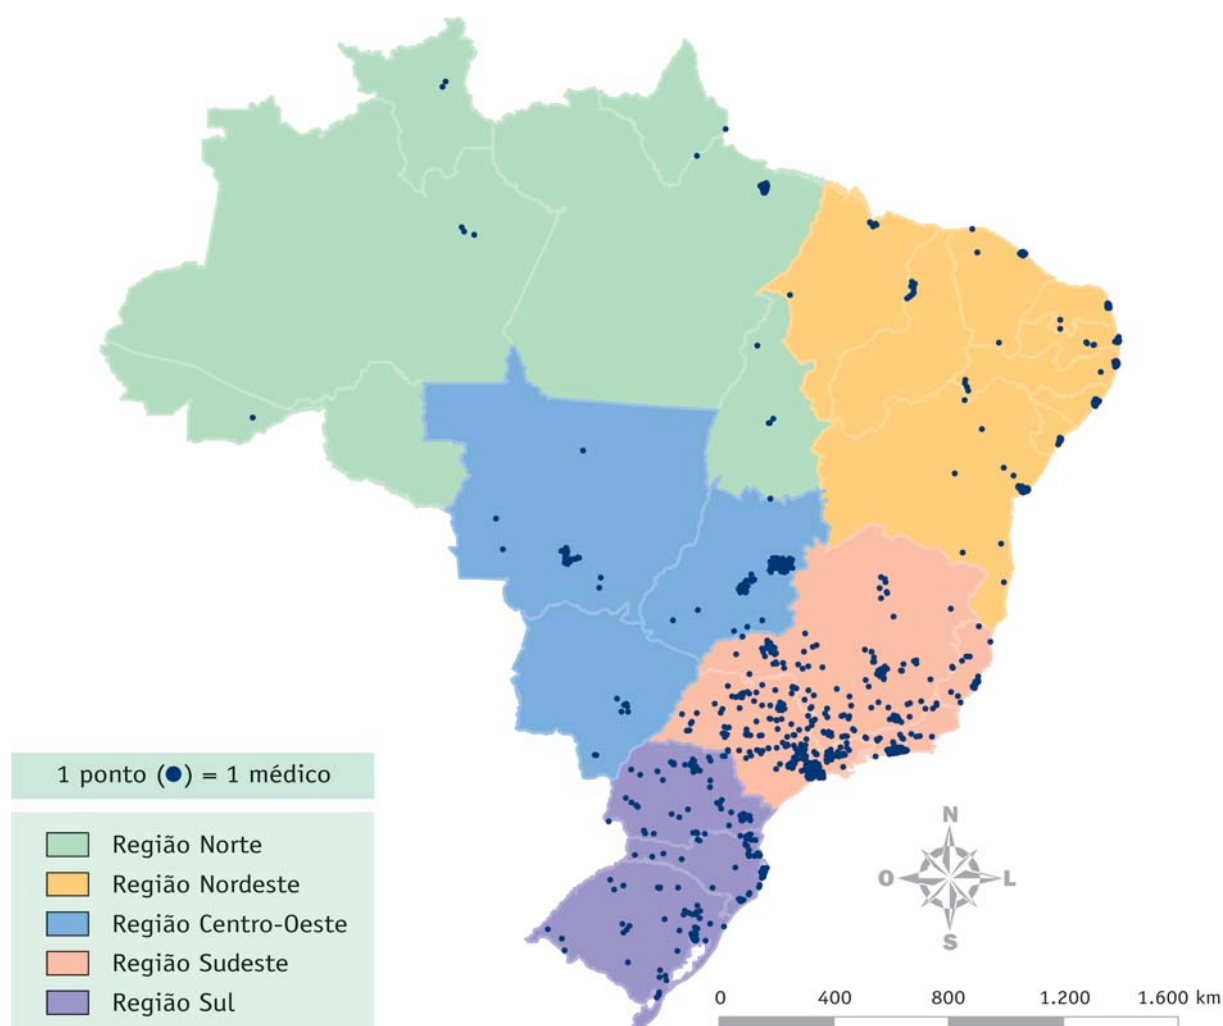 1 ponto (●) = 1 médico
Região Norte
Região Nordeste
Região Centro-Oeste
Região Sudeste
Região Sul
N
O L
S
0 400 800 1.200 1.600 km